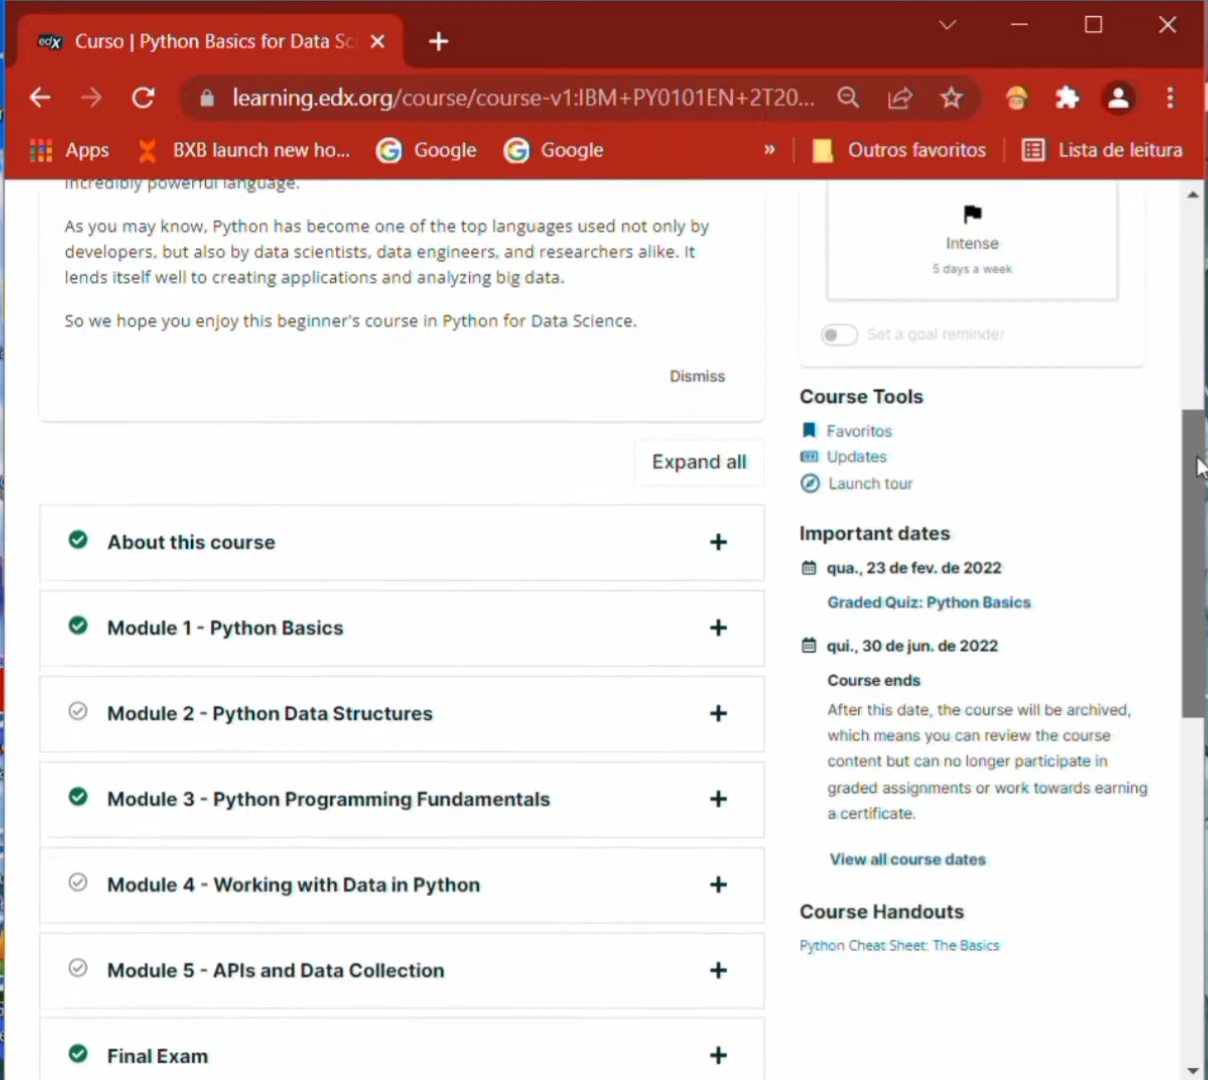 edX Curso | Python Basics for Data Sc
learning.edx.org/course/course-v1:IBM+PY0101EN+2T20...
Apps BXB launch new ho... Google Google » Outros favoritos Lista de leitura
incredibly powerful language.
As you may know, Python has become one of the top languages used not only by
developers, but also by data scientists, data engineers, and researchers alike. It
lends itself well to creating applications and analyzing big data.
So we hope you enjoy this beginner's course in Python for Data Science.
Dismiss
Expand all
About this course
Module 1 - Python Basics
Module 2 - Python Data Structures
Module 3 - Python Programming Fundamentals
Module 4 - Working with Data in Python
Module 5 - APIs and Data Collection
Final Exam
Intense
5 days a week
Set a goal reminder
Course Tools
Favoritos
Updates
Launch tour
Important dates
qua., 23 de fev. de 2022
Graded Quiz: Python Basics
qui., 30 de jun. de 2022
Course ends
After this date, the course will be archived,
which means you can review the course
content but can no longer participate in
graded assignments or work towards earning
a certificate.
View all course dates
Course Handouts
Python Cheat Sheet: The Basics